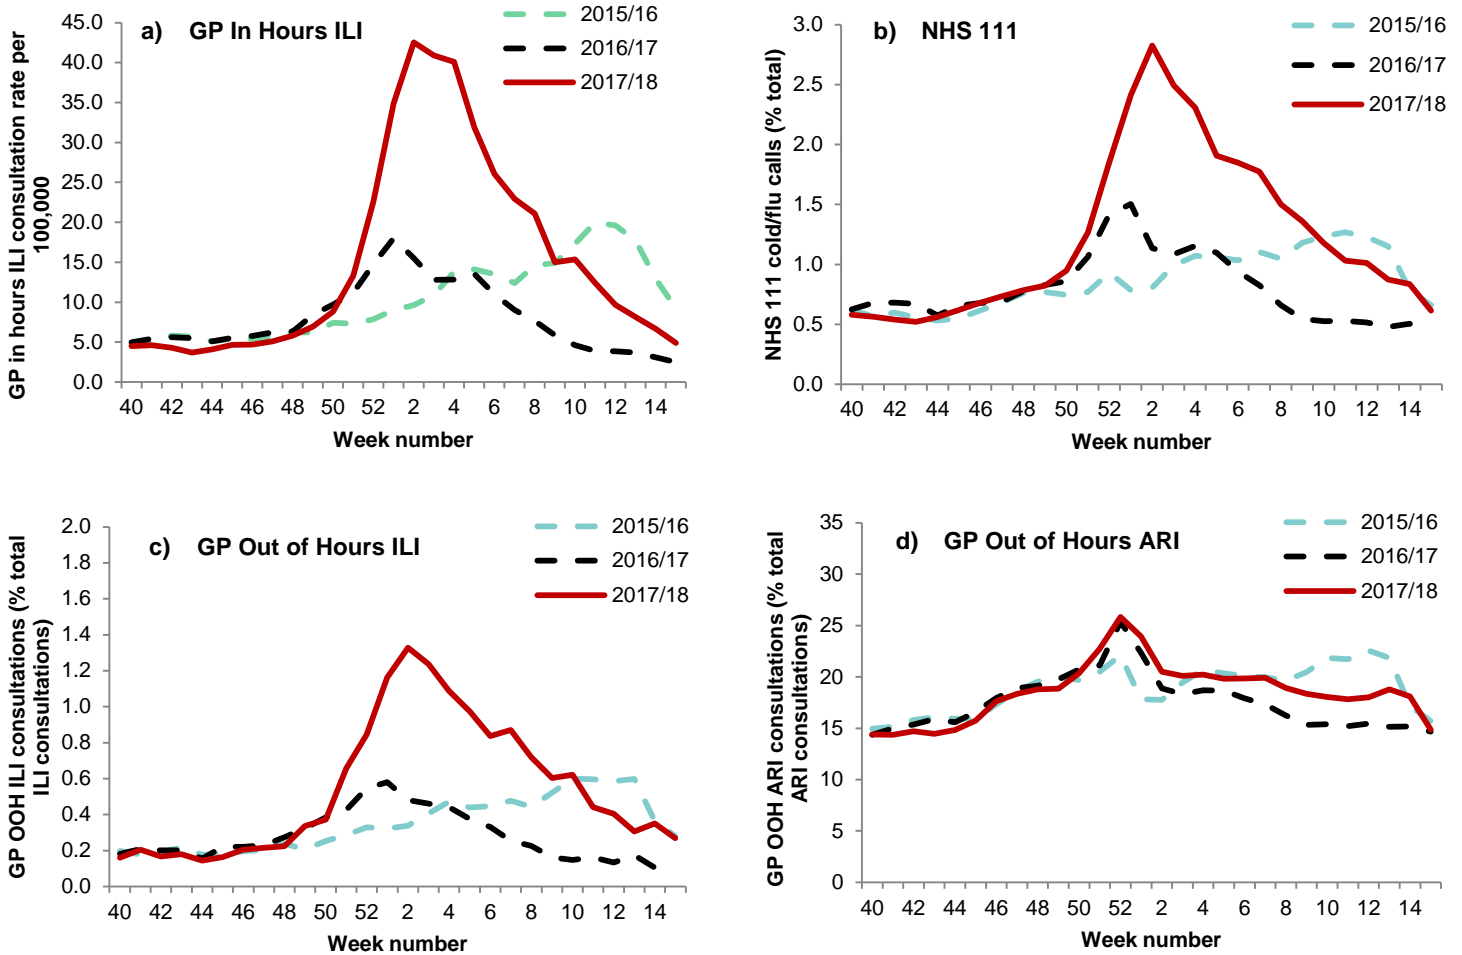 a) GP In Hours ILI
2015/16
2016/17
2017/18
GP in hours ILI consultation rate per
100,000
45.0
40.0
35.0
30.0
25.0
20.0
15.0
10.0
5.0
0.0
40 42 44 46 48 50 52 2 4 6 8 10 12 14
Week number
b) NHS 111
2015/16
2016/17
2017/18
NHS 111 cold/flu calls (% total)
3.0
2.5
2.0
1.5
1.0
0.5
0.0
40 42 44 46 48 50 52 2 4 6 8 10 12 14
Week number
c) GP Out of Hours ILI
2015/16
2016/17
2017/18
GP OOH ILI consultations (% total
ILI consultations)
2.0
1.8
1.6
1.4
1.2
1.0
0.8
0.6
0.4
0.2
0.0
40 42 44 46 48 50 52 2 4 6 8 10 12 14
Week number
d) GP Out of Hours ARI
2015/16
2016/17
2017/18
GP OOH ARI consultations (% total
ARI consultations)
35
30
25
20
15
10
5
0
40 42 44 46 48 50 52 2 4 6 8 10 12 14
Week number